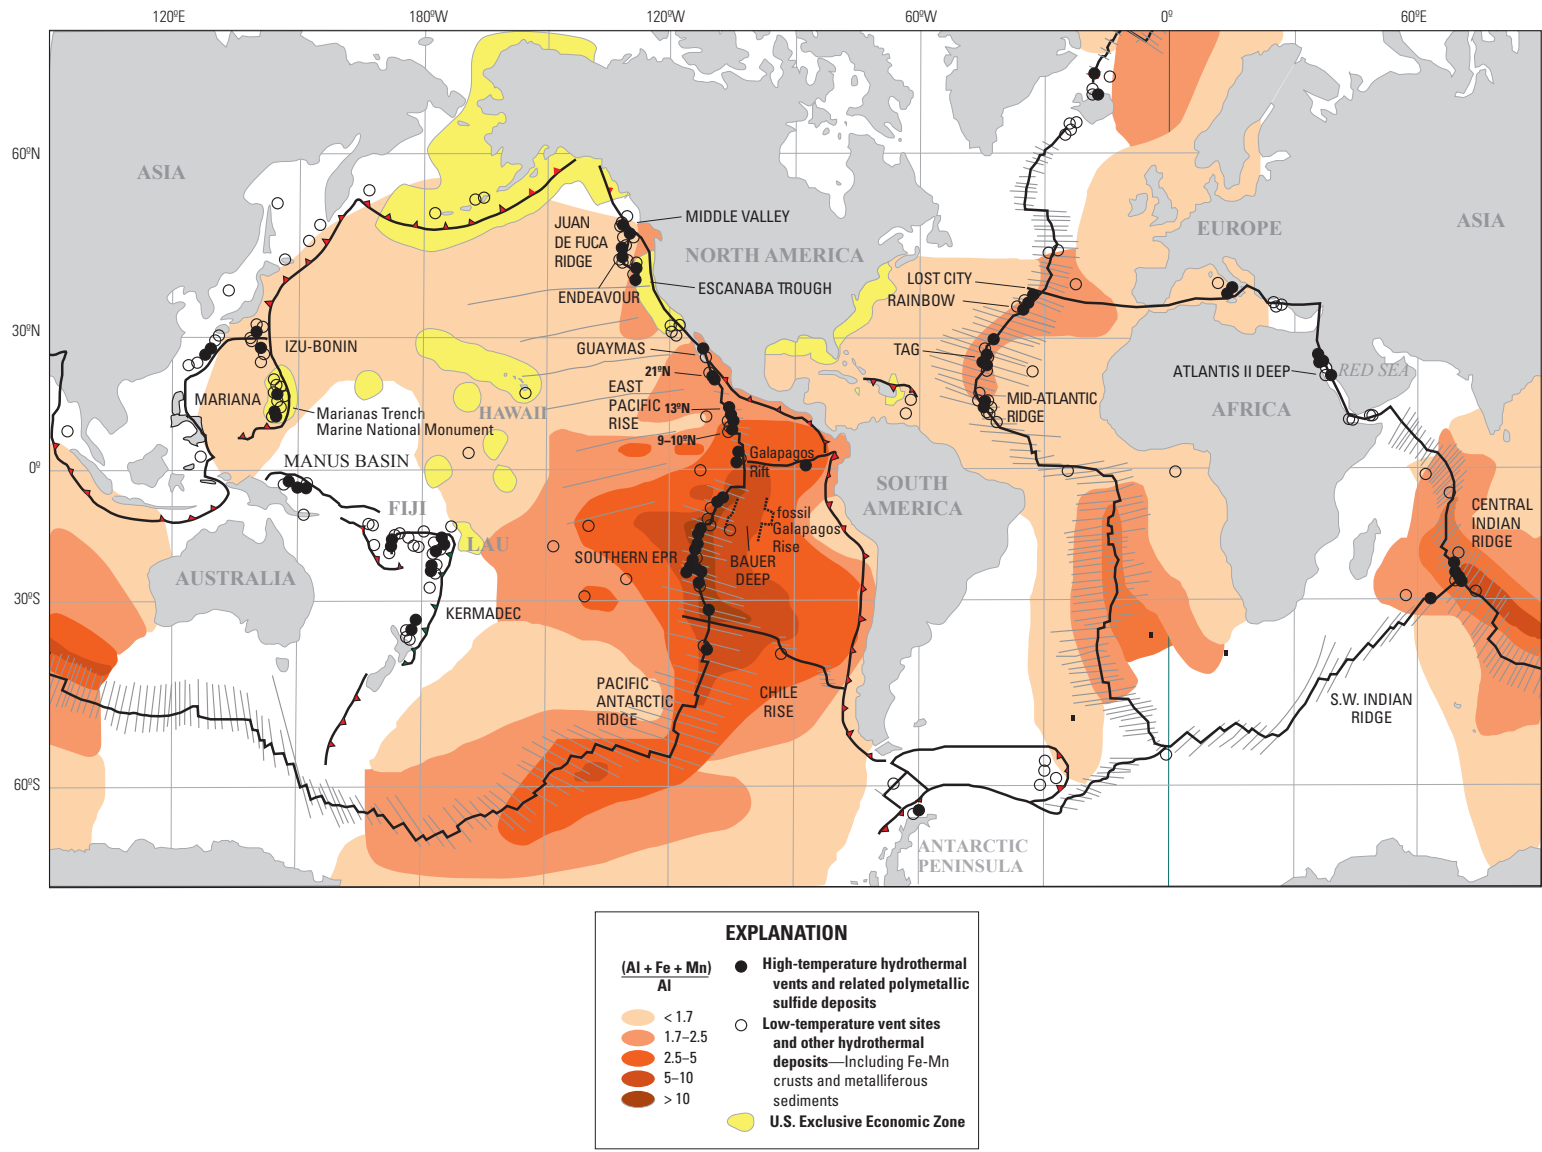 120ºE
180ºW
120ºW
60ºW
0º
60ºE
60ºN
30ºN
0º
30ºS
60ºS
ASIA
NORTH AMERICA
EUROPE
ASIA
MIDDLE VALLEY
JUAN
DE FUCA
RIDGE
ENDEAVOUR
ESCANABA TROUGH
LOST CITY
RAINBOW
IZU-BONIN
GUAYMAS
TAG
21ºN
ATLANTIS II DEEP
RED SEA
MARIANA
Marianas Trench
Marine National Monument
HAWAII
EAST
PACIFIC
RISE
13ºN
9–10ºN
MID-ATLANTIC
RIDGE
AFRICA
MANUS BASIN
Galapagos
Rift
SOUTH
AMERICA
FIJI
LAU
fossil
Galapagos
Rise
CENTRAL
INDIAN
RIDGE
AUSTRALIA
SOUTHERN EPR
BAUER
DEEP
KERMADEC
PACIFIC
ANTARCTIC
RIDGE
CHILE
RISE
S.W. INDIAN
RIDGE
ANTARCTIC
PENINSULA
EXPLANATION
(Al + Fe + Mn)
Al
< 1.7
1.7–2.5
2.5–5
5–10
> 10
High-temperature hydrothermal
vents and related polymetallic
sulfide deposits
Low-temperature vent sites
and other hydrothermal
deposits—Including Fe-Mn
crusts and metalliferous
sediments
U.S. Exclusive Economic Zone